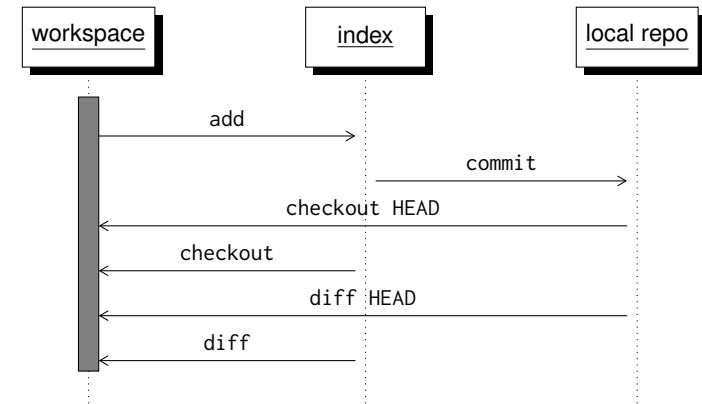 workspace index local repo
add
commit
checkout HEAD
checkout
diff HEAD
diff